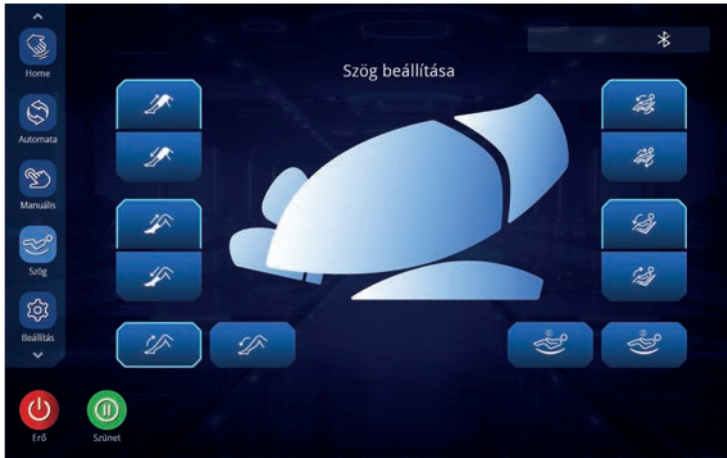 Szög beállítása
Home
Automata
Manuális
Szög
Beállítás
Erő
Szünet